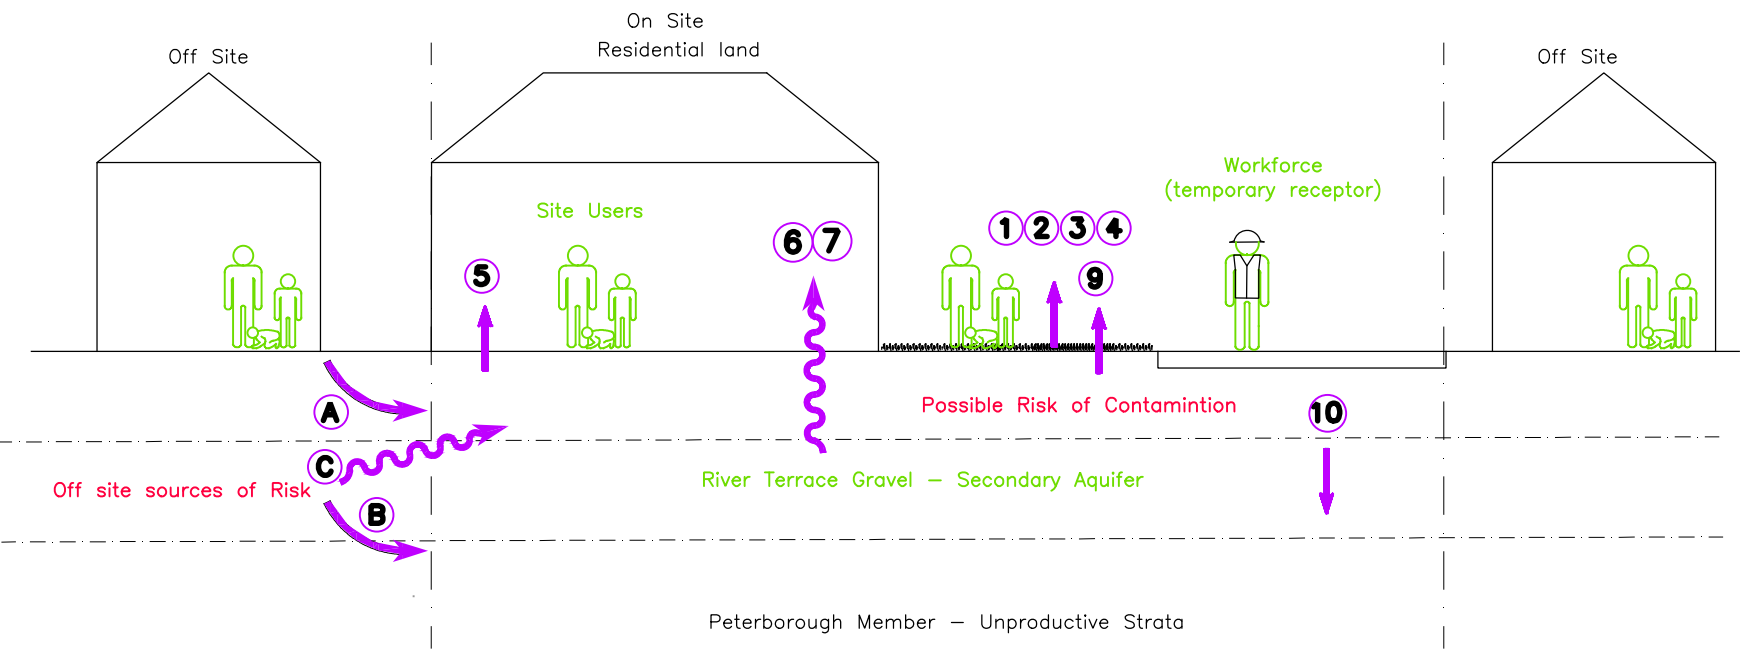 On Site
Residential land
Off Site
Off Site
Workforce
(temporary receptor)
Site Users
6 7
1 2 3 4
5
9
A
Possible Risk of Contamintion
10
C
Off site sources of Risk
River Terrace Gravel – Secondary Aquifer
B
Peterborough Member – Unproductive Strata